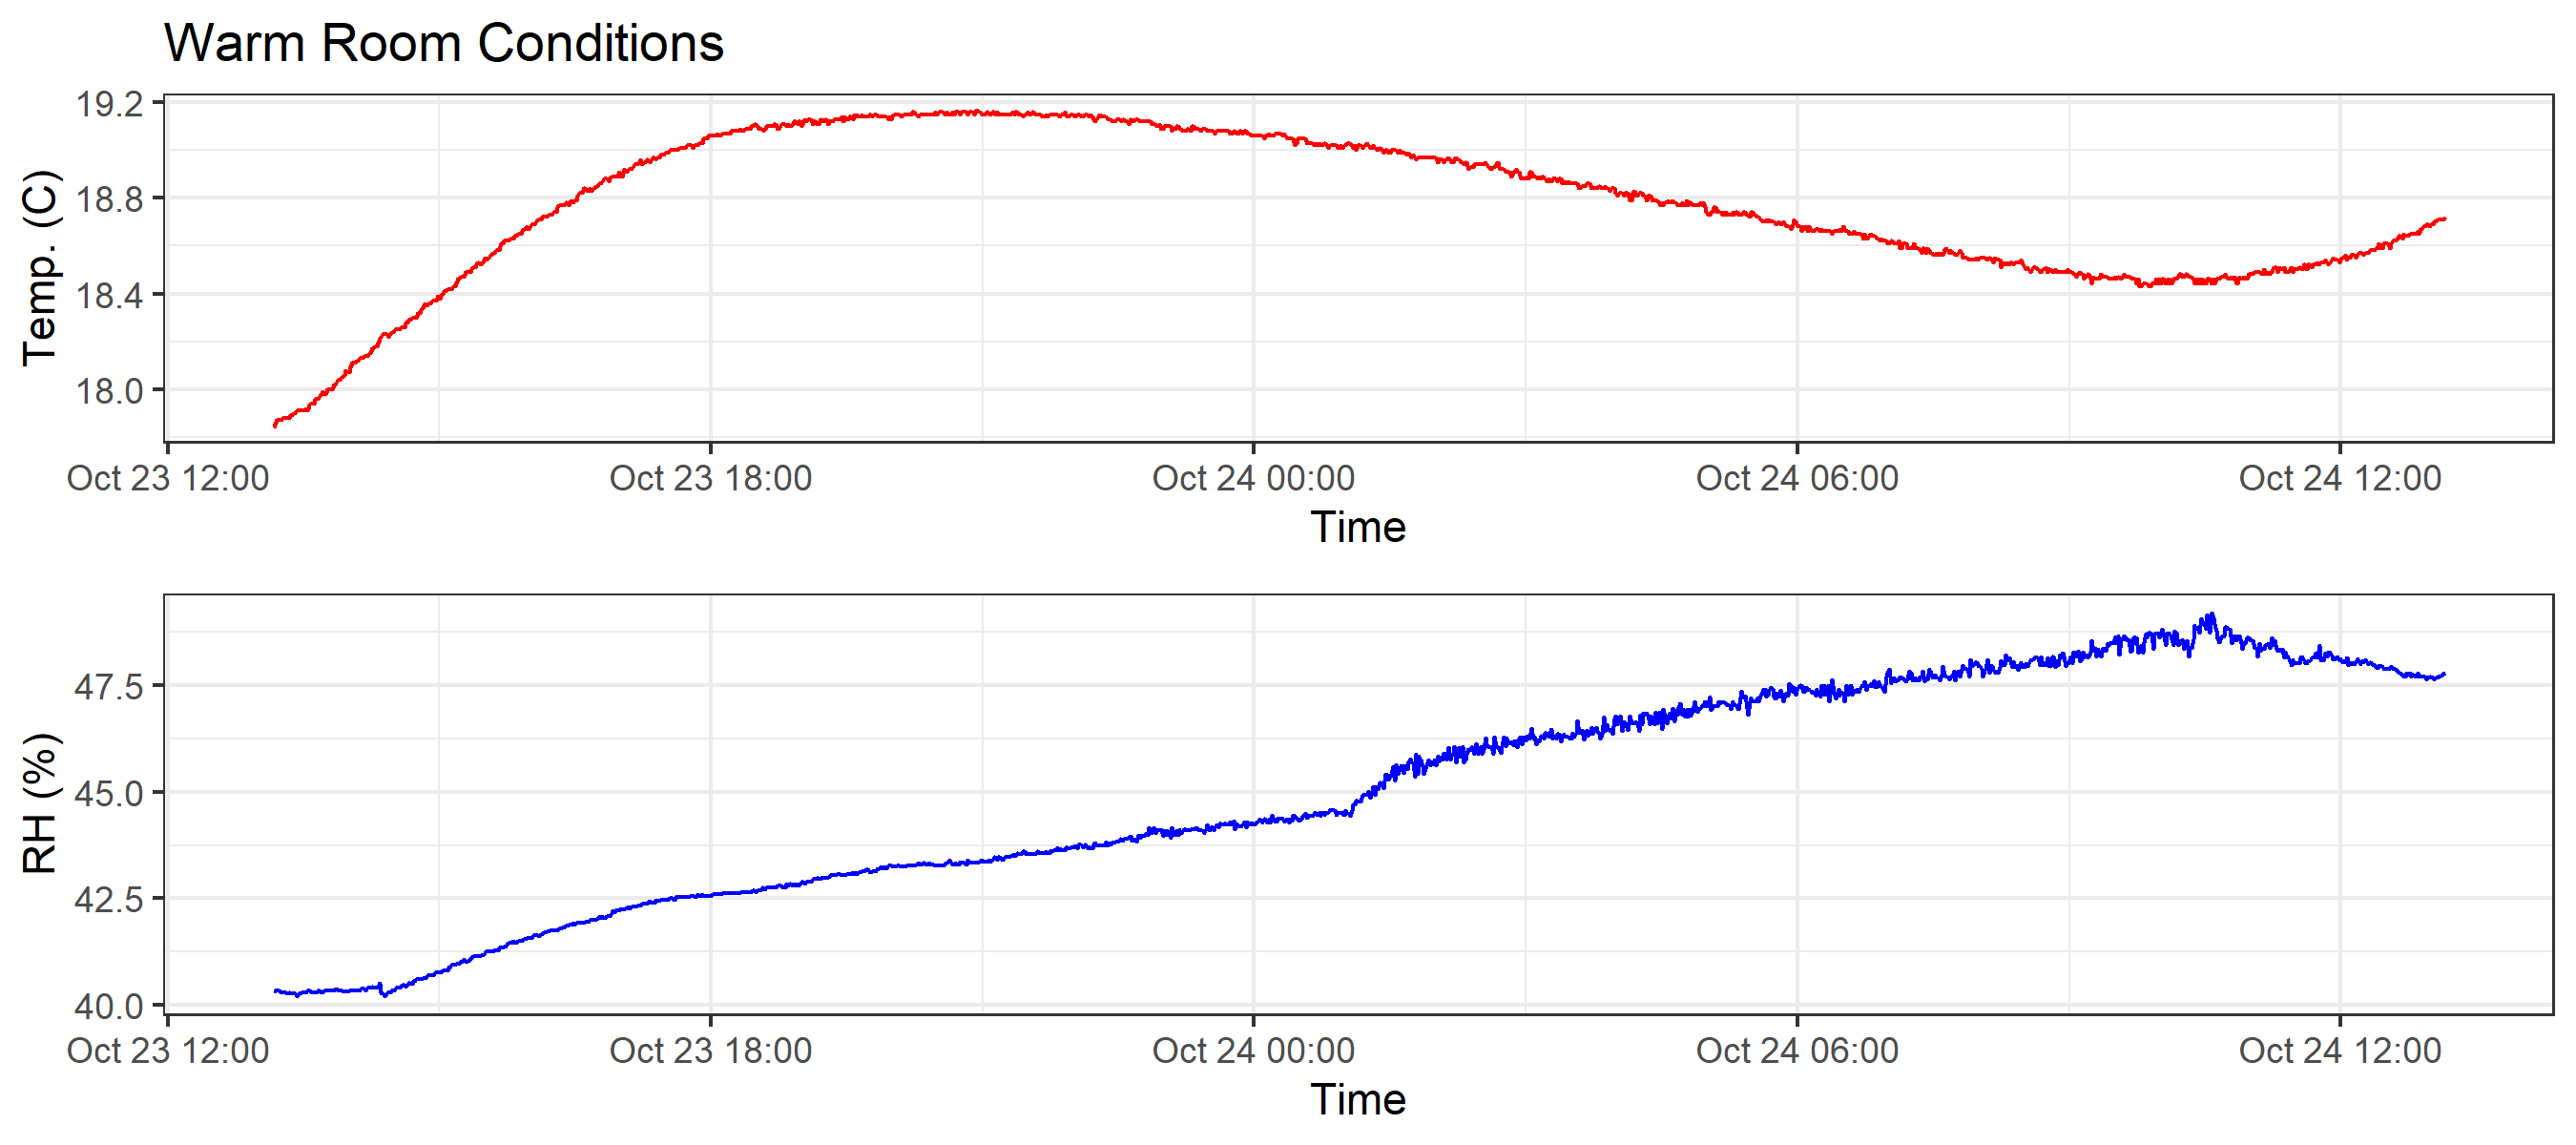 Warm Room Conditions
Temp. (C)
19.2
18.8
18.4
18.0
Oct 23 12:00 Oct 23 18:00 Oct 24 00:00 Oct 24 06:00 Oct 24 12:00
Time
RH (%)
47.5
45.0
42.5
40.0
Oct 23 12:00 Oct 23 18:00 Oct 24 00:00 Oct 24 06:00 Oct 24 12:00
Time